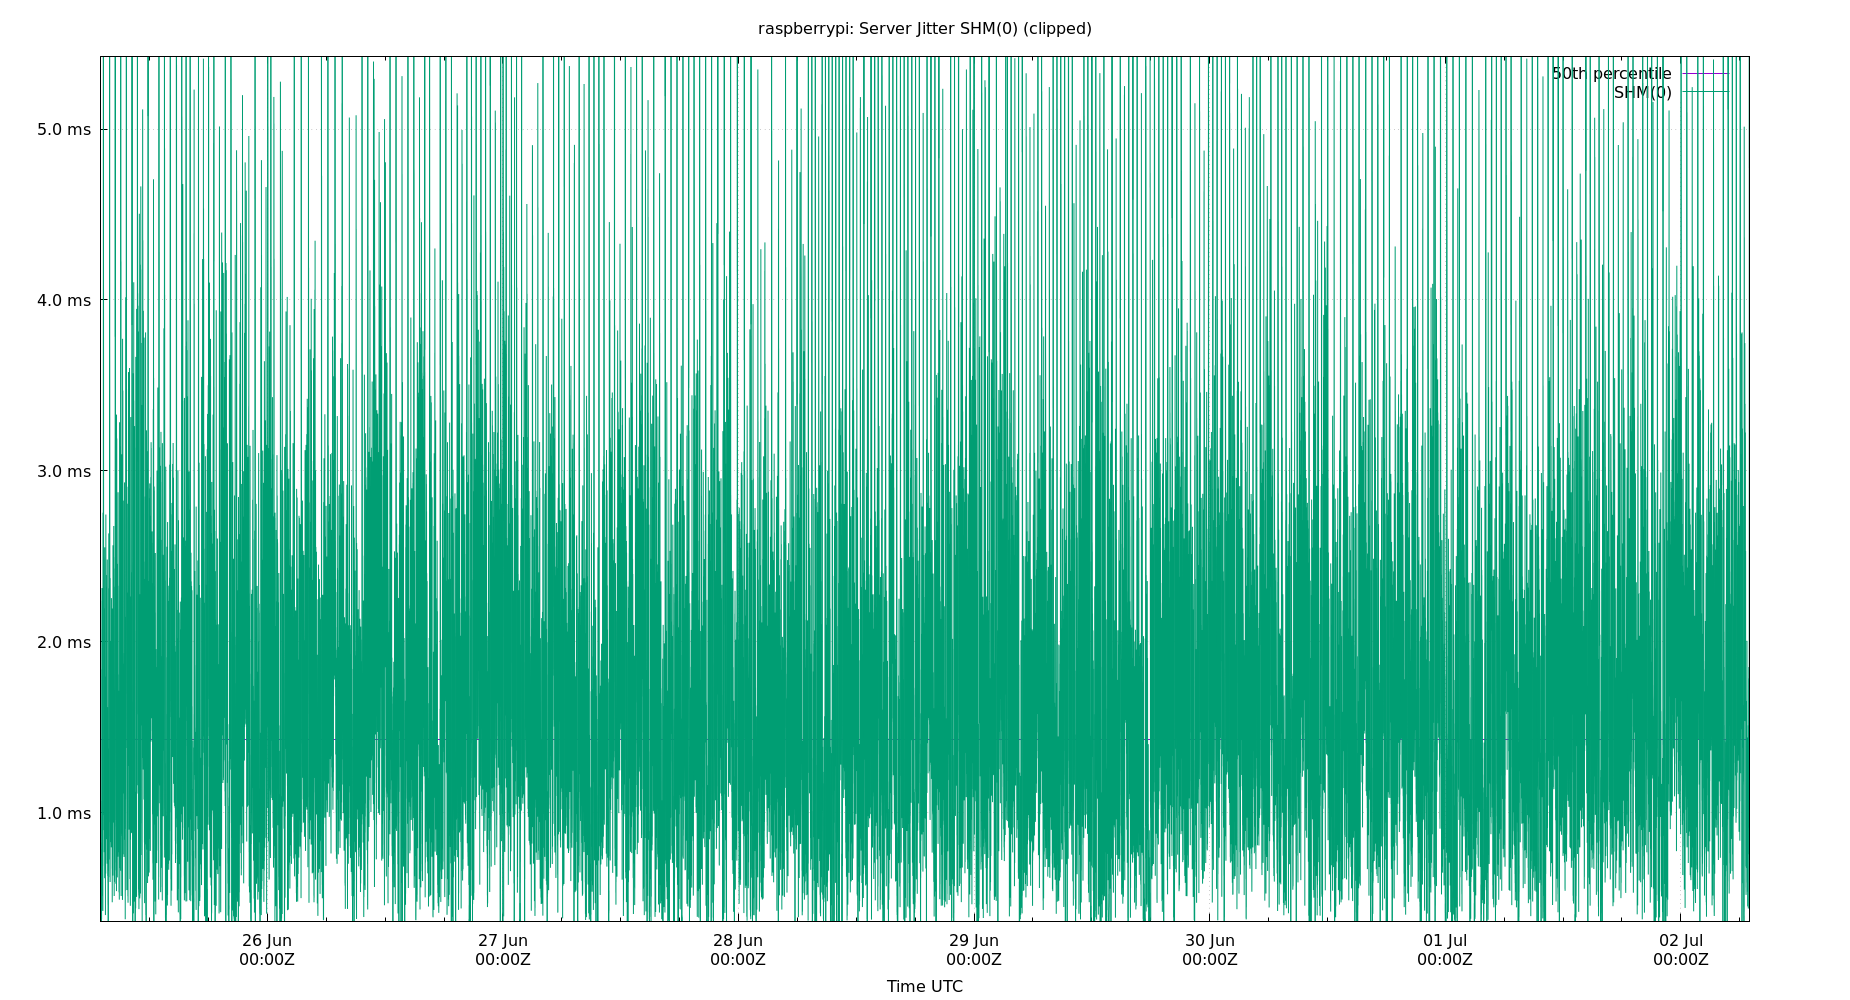 raspberrypi: Server Jitter SHM(0) (clipped)
50th percentile
SHM(0)
5.0 ms
4.0 ms
3.0 ms
2.0 ms
1.0 ms
26 Jun 27 Jun 28 Jun 29 Jun 30 Jun 01 Jul 02 Jul
00:00Z 00:00Z 00:00Z 00:00Z 00:00Z 00:00Z 00:00Z
Time UTC